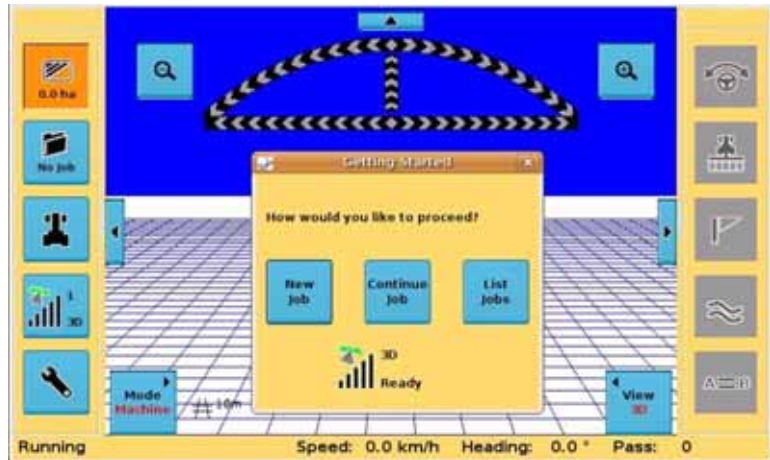 0.0 ha
No Job
1
3D
Getting Started
How would you like to proceed?
New Job
Continue Job
List Jobs
3D
Ready
Mode
Machine
10m
View
3D
A=B
Running
Speed: 0.0 km/h
Heading: 0.0 °
Pass: 0